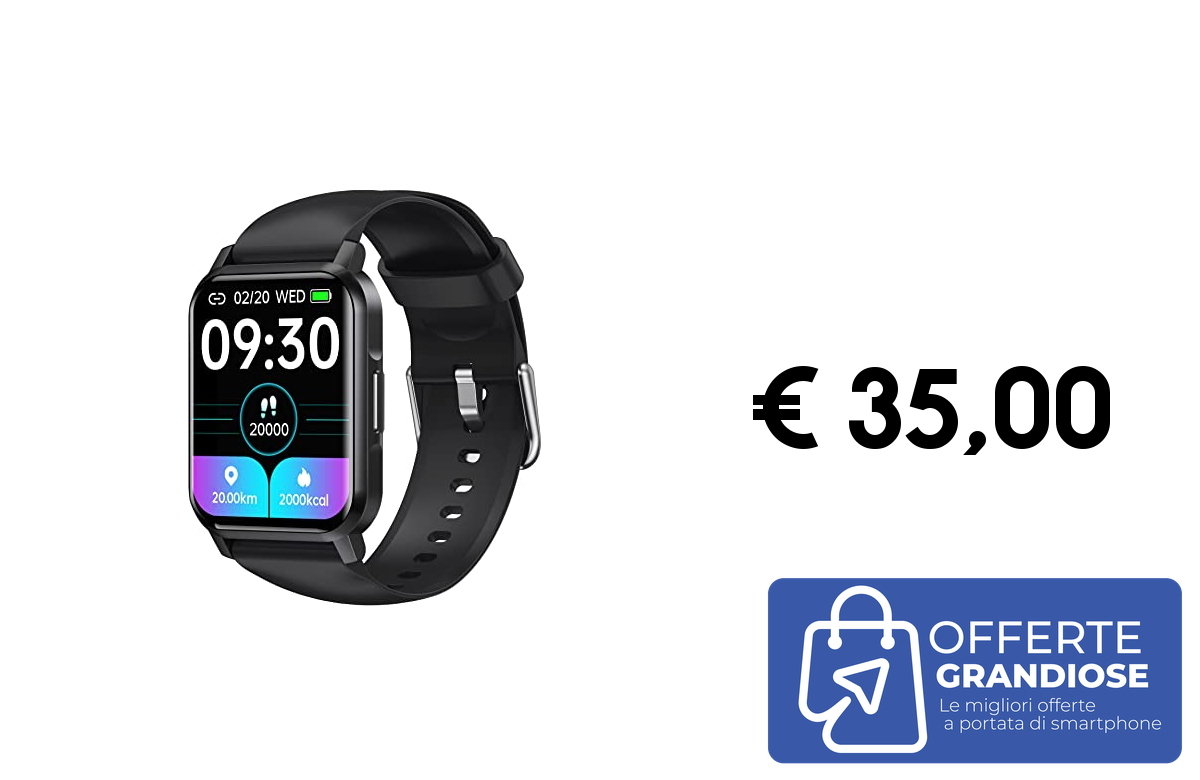 02/20 WED
09:30
20000
20.00km 2000kcal
€ 35,00
OFFERTE
GRANDIOSE
Le migliori offerte
a portata di smartphone